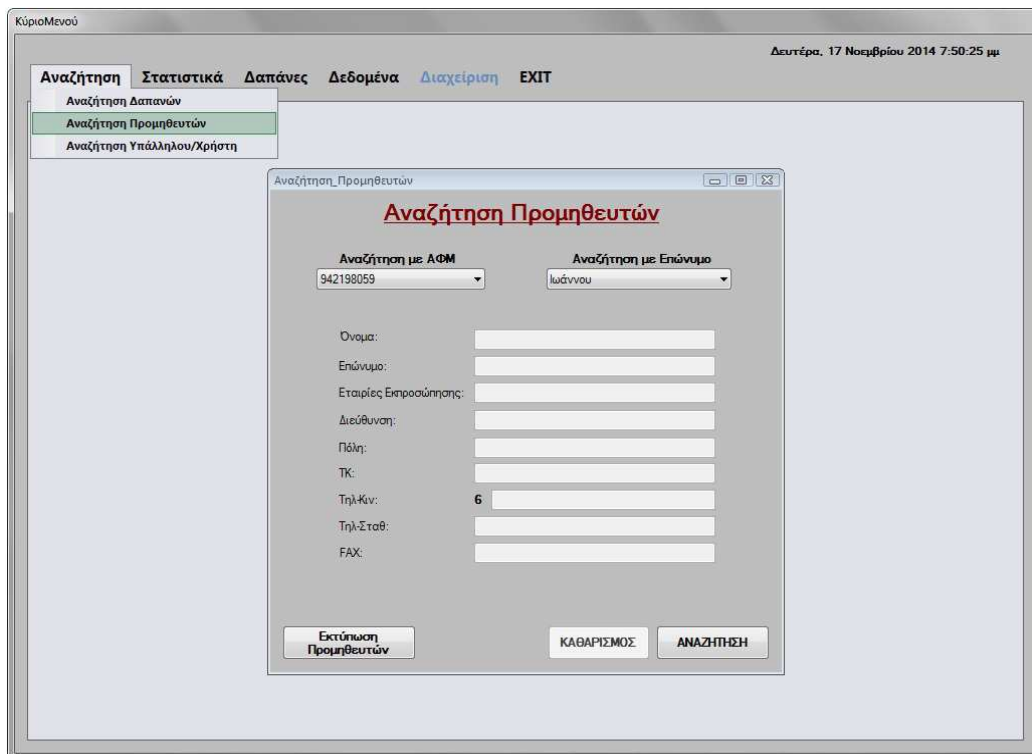 ΚύριοΜενού
Δευτέρα, 17 Νοεμβρίου 2014 7:50:25 μμ
Αναζήτηση Στατιστικά Δαπάνες Δεδομένα Διαχείριση EXIT
Αναζήτηση Δαπανών
Αναζήτηση Προμηθευτών
Αναζήτηση Υπάλληλου/Χρήστη
Αναζήτηση_Προμηθευτών
Αναζήτηση Προμηθευτών
Αναζήτηση με ΑΦΜ Αναζήτηση με Επώνυμο
942198059 Ιωάννου
Όνομα:
Επώνυμο:
Εταιρίες Εκπροσώπησης:
Διεύθυνση:
Πόλη:
ΤΚ:
Τηλ-Κιν: 6
Τηλ-Σταθ:
FAX:
Εκτύπωση
Προμηθευτών
ΚΑΘΑΡΙΣΜΟΣ ΑΝΑΖΗΤΗΣΗ